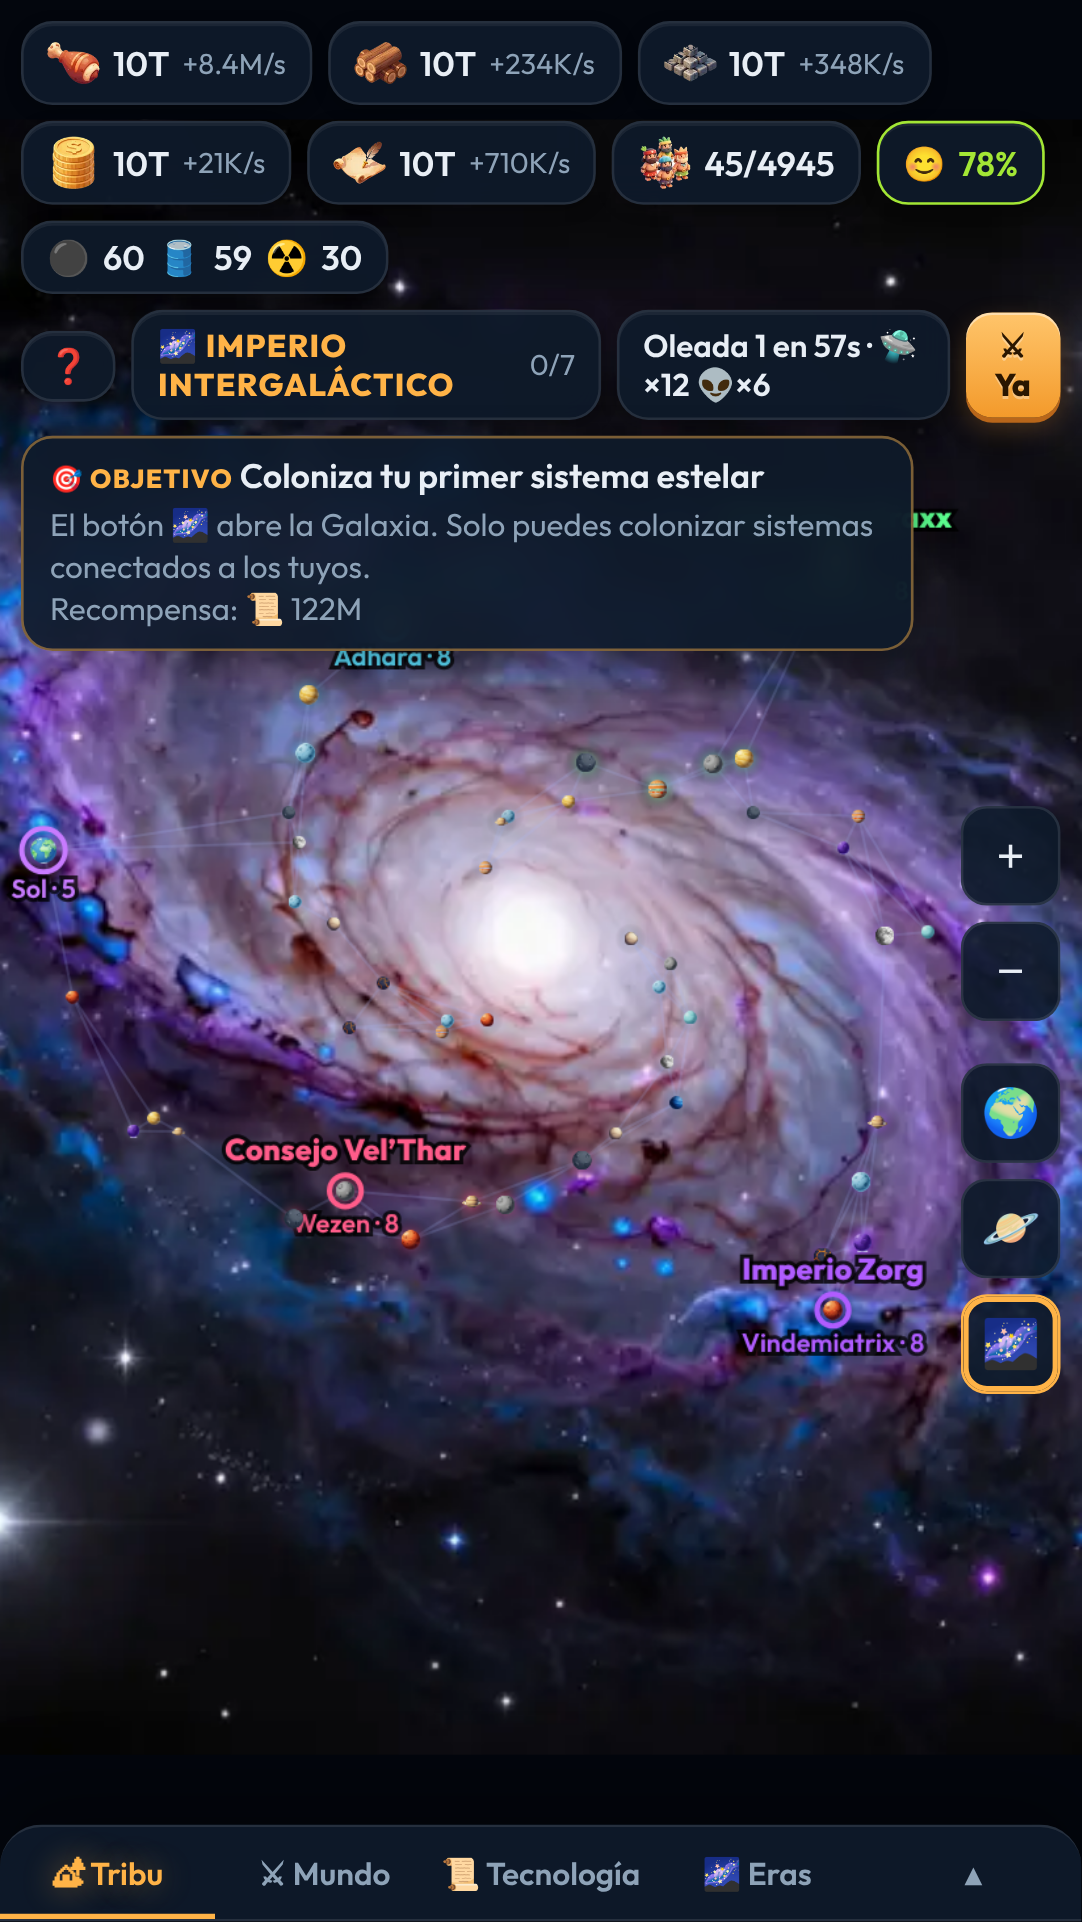 10T +8.4M/s 10T +234K/s 10T +348K/s
10T +21K/s 10T +710K/s 45/4945 78%
60 59 30
IMPERIO
INTERGALÁCTICO
0/7
Oleada 1 en 57s ·
×12 ×6
Ya
OBJETIVO Coloniza tu primer sistema estelar
El botón abre la Galaxia. Solo puedes colonizar sistemas
conectados a los tuyos.
Recompensa: 122M
Adhara · 8
Sol · 5
Consejo Vel'Thar
Wezen · 8
Imperio Zorg
Vindemiatrix · 8
+
−
Tribu Mundo Tecnología Eras